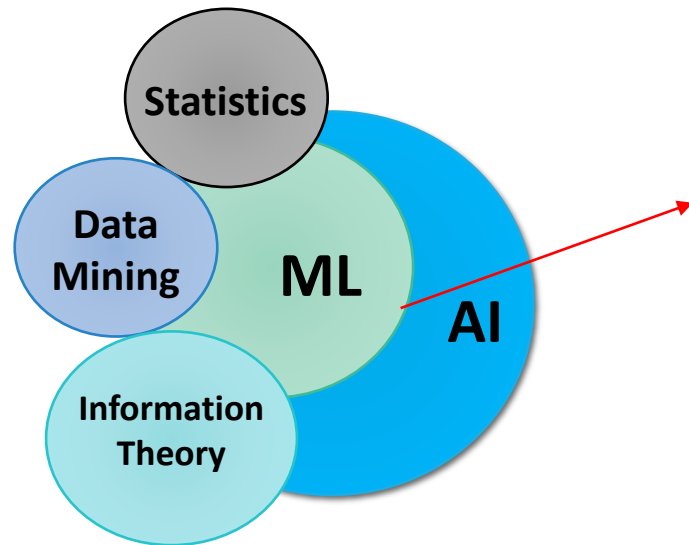 Statistics
Data
Mining
ML
AI
Information
Theory